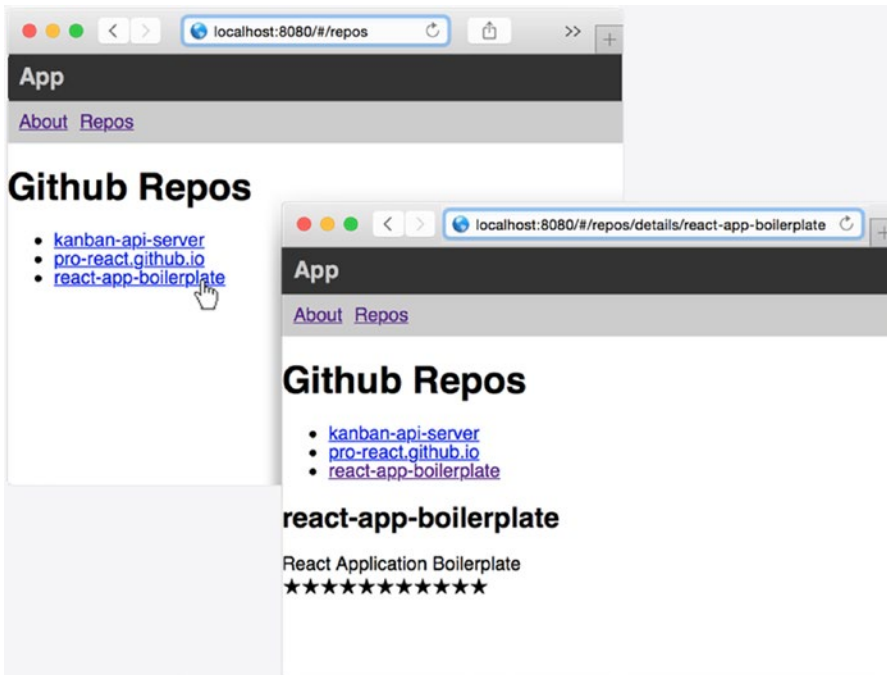 localhost:8080/#/repos
App
About Repos
Github Repos
kanban-api-server
pro-react.github.io
react-app-boilerplate
localhost:8080/#/repos/details/react-app-boilerplate
App
About Repos
Github Repos
kanban-api-server
pro-react.github.io
react-app-boilerplate
react-app-boilerplate
React Application Boilerplate
★★★★★★★★★★★